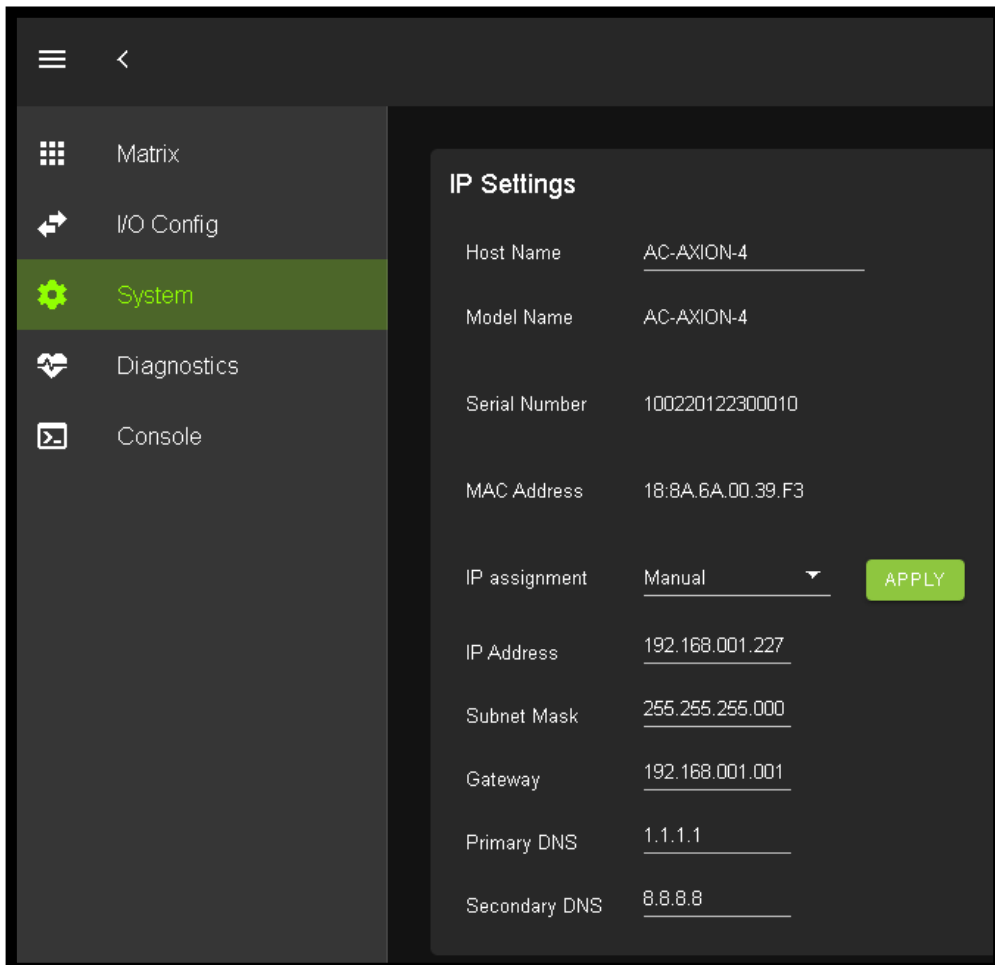 Matrix
I/O Config
System
Diagnostics
Console
IP Settings
Host Name AC-AXION-4
Model Name AC-AXION-4
Serial Number 100220122300010
MAC Address 18:8A.6A.00.39.F3
IP assignment Manual APPLY
IP Address 192.168.001.227
Subnet Mask 255.255.255.000
Gateway 192.168.001.001
Primary DNS 1.1.1.1
Secondary DNS 8.8.8.8